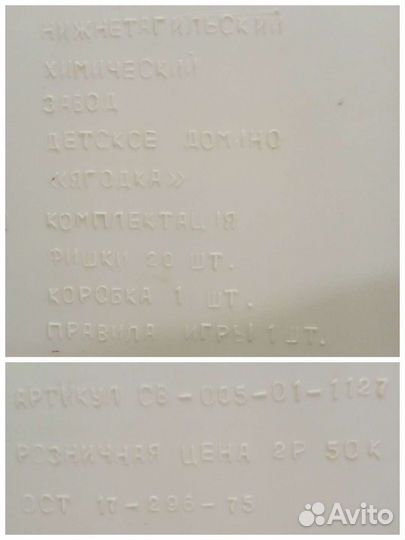 НИЖНЕТАГИЛЬСКИЙ
ХИМИЧЕСКИЙ
ЗАВОД
ДЕТСКОЕ ДОМИНО
«ЯГОДКА»
КОМПЛЕКТАЦИЯ
ФИШКИ 20 ШТ.
КОРОБКА 1 ШТ.
ПРАВИЛА ИГРЫ 1 ШТ.
АРТИКУЛ СВ-005-01-1127
РОЗНИЧНАЯ ЦЕНА 2Р 50К
ОСТ 17-296-75
Avito